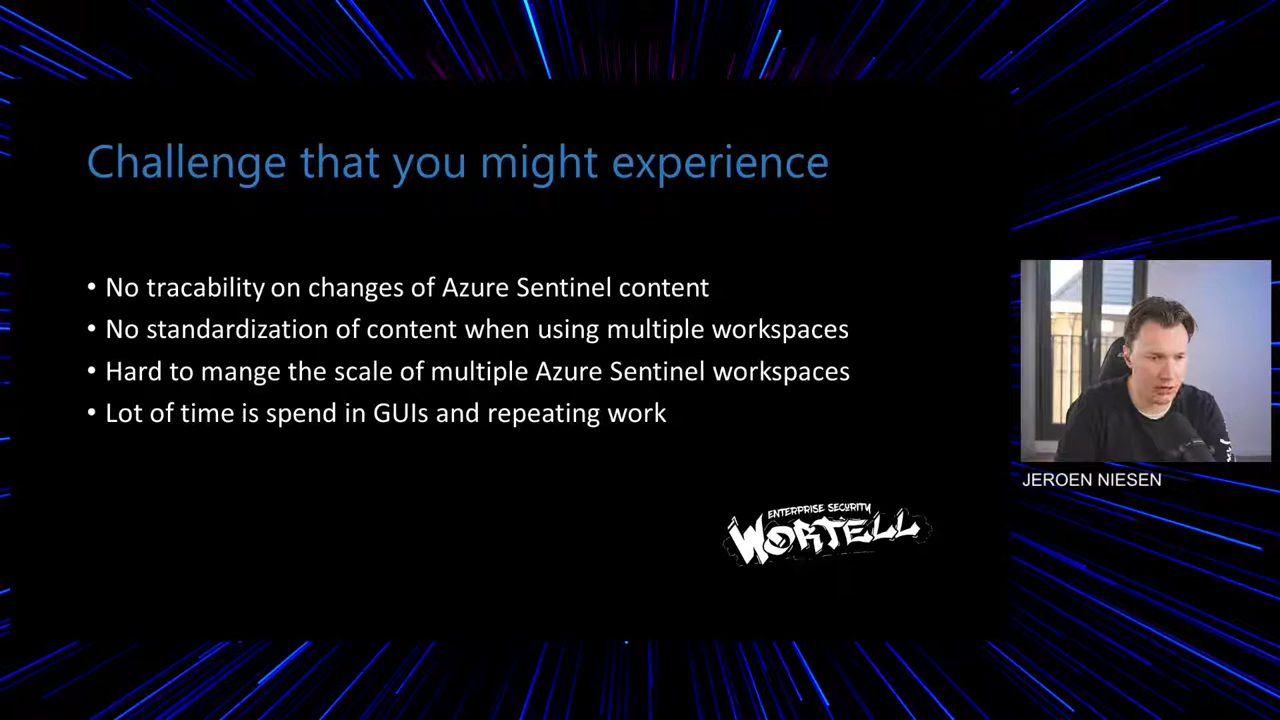 Challenge that you might experience
• No tracability on changes of Azure Sentinel content
• No standardization of content when using multiple workspaces
• Hard to mange the scale of multiple Azure Sentinel workspaces
• Lot of time is spend in GUIs and repeating work
ENTERPRISE SECURITY
WORTELL
JEROEN NIESEN